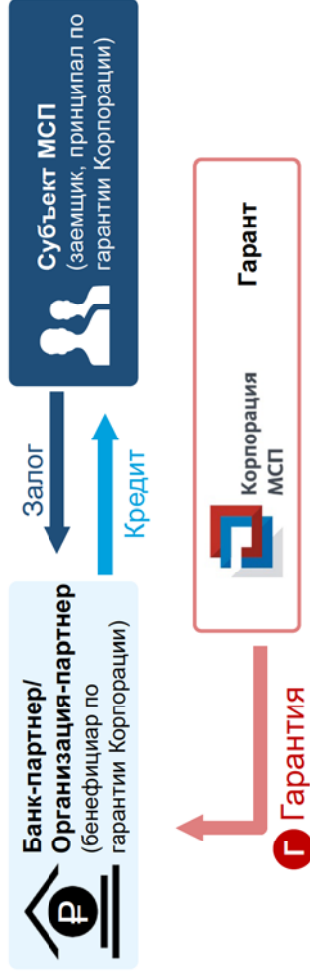 Банк-партнер/
Организация-партнер
(бенефициар по
гарантии Корпорации)
₽
Залог
Кредит
Субъект МСП
(заемщик, принципал по
гарантии Корпорации)
Г Гарантия
Корпорация
МСП
Гарант